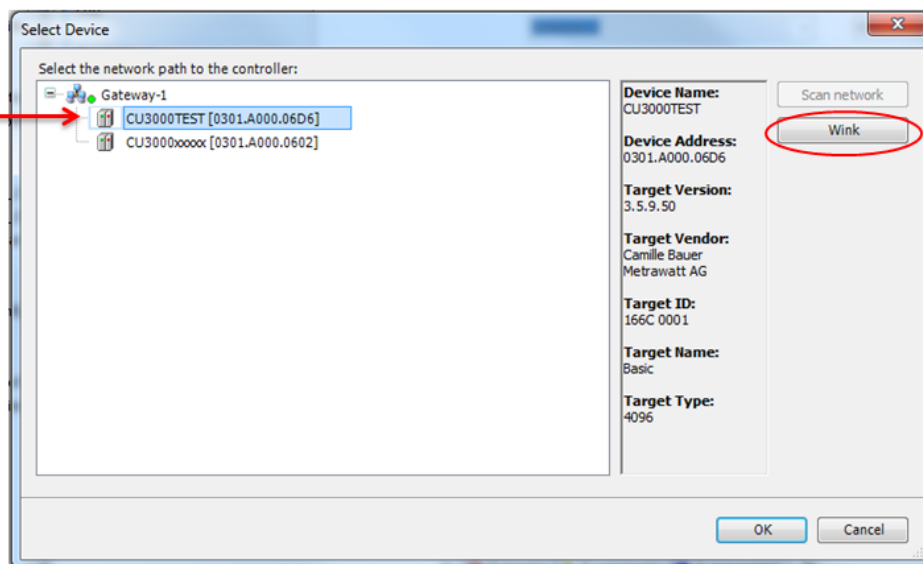 Select Device
Select the network path to the controller:
Gateway-1
CU3000TEST [0301.A000.06D6]
CU3000xxxxx [0301.A000.0602]
Device Name:
CU3000TEST
Device Address:
0301.A000.06D6
Target Version:
3.5.9.50
Target Vendor:
Camille Bauer
Metrawatt AG
Target ID:
166C 0001
Target Name:
Basic
Target Type:
4096
Scan network
Wink
OK
Cancel